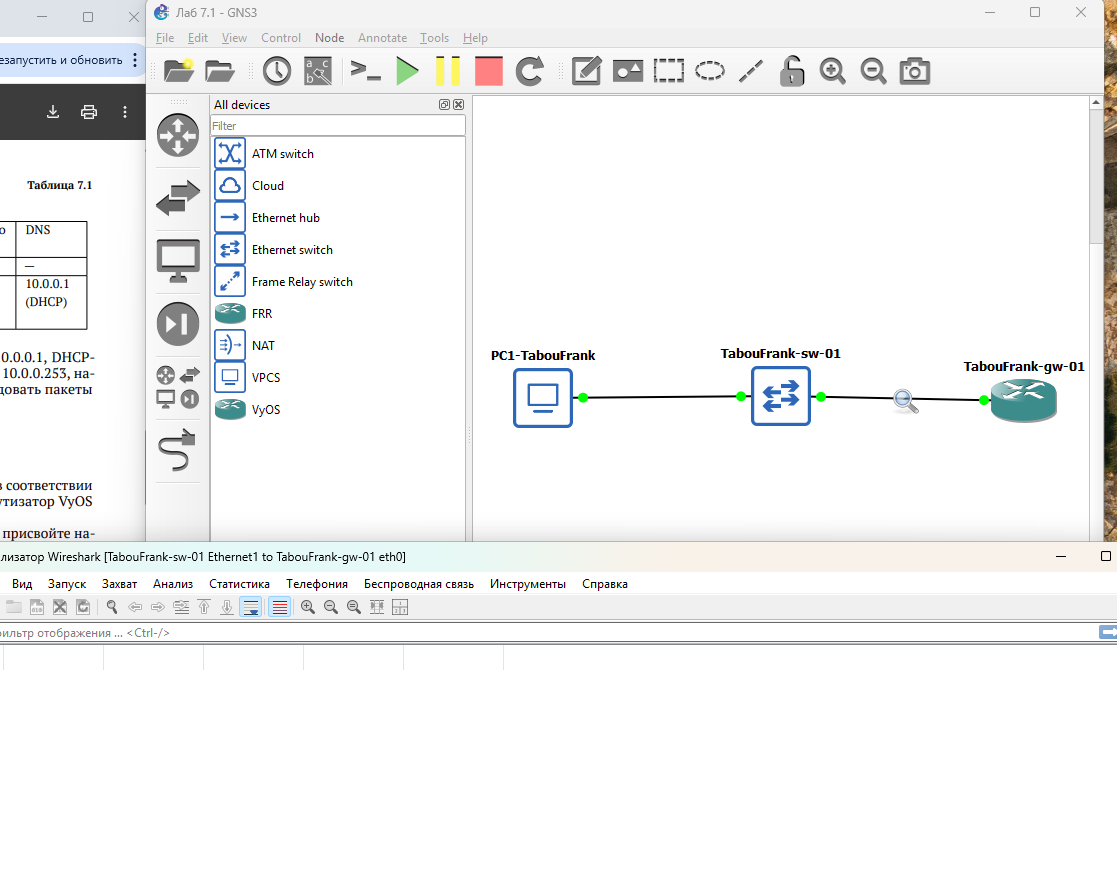 езапустить и обновить
Таблица 7.1
о DNS
—
10.0.0.1
(DHCP)
0.0.0.1, DHCP-
10.0.0.253, на-
довать пакеты
в соответствии
утизатор VyOS
присвойте на-
Лаб 7.1 - GNS3
File Edit View Control Node Annotate Tools Help
All devices
Filter
ATM switch
Cloud
Ethernet hub
Ethernet switch
Frame Relay switch
FRR
NAT
VPCS
VyOS
PC1-TabouFrank
TabouFrank-sw-01
TabouFrank-gw-01
лизатор Wireshark [TabouFrank-sw-01 Ethernet1 to TabouFrank-gw-01 eth0]
Вид Запуск Захват Анализ Статистика Телефония Беспроводная связь Инструменты Справка
ильтр отображения ... <Ctrl-/>